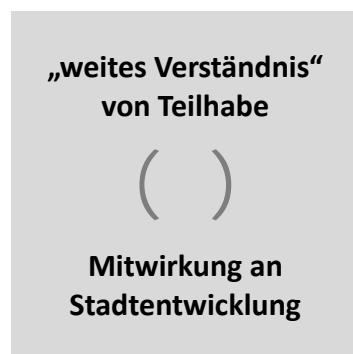 „weites Verständnis“
von Teilhabe
( )
Mitwirkung an
Stadtentwicklung